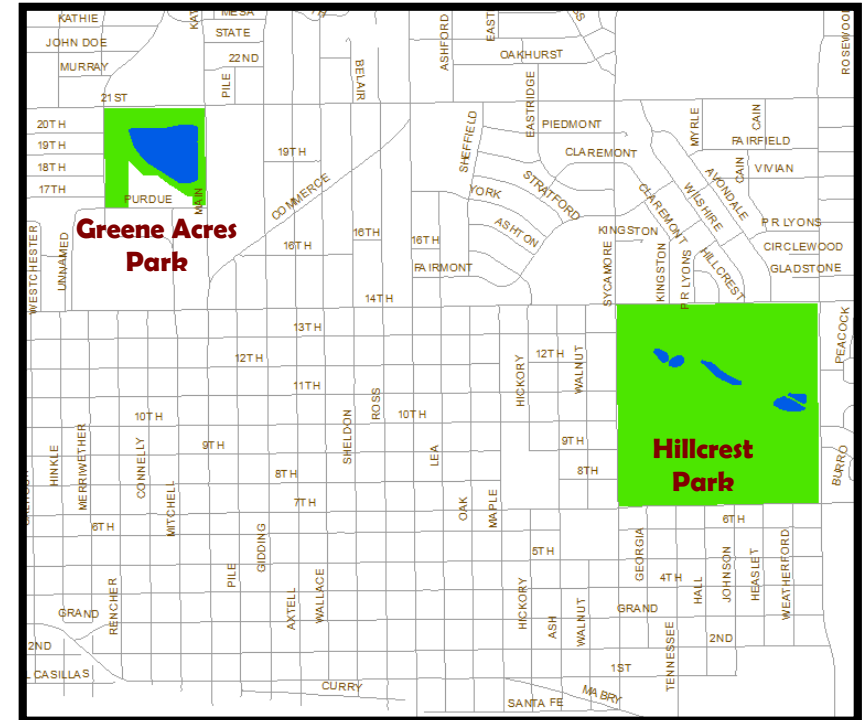 KATHIE
MESA
JOHN DOE
STATE
MURRAY
22ND
PILE
BELAIR
ASHFORD
OAKHURST
21ST
20TH
19TH
18TH
17TH
PURDUE
MAIN
19TH
COMMERCE
SHEFFIELD
EASTRIDGE
PIEDMONT
CLAREMONT
MYRLE
CAIN
FAIRFIELD
CAIN
VIVIAN
AVONDALE
WILSHIRE
CLAREMONT
YORK
STRATFORD
ASHTON
Greene Acres
Park
WESTCHESTER
UNNAMED
16TH
16TH
16TH
FAIRMONT
14TH
KINGSTON
SYCAMORE
KINGSTON
PR LYONS
HILLCREST
PR LYONS
CIRCLEWOOD
GLADSTONE
PEACOCK
ROSEWOOD
13TH
12TH
11TH
10TH
10TH
9TH
8TH
7TH
6TH
HICKORY
12TH
WALNUT
9TH
8TH
HINKLE
MERRIWETHER
CONNELLY
MITCHELL
SHELDON
ROSS
LEA
OAK
MAPLE
Hillcrest
Park
BURRO
PILE
GIDDING
AXTELL
WALLACE
RENCHER
GRAND
2ND
L CASILLAS
CURRY
5TH
HICKORY
ASH
WALNUT
GEORGIA
6TH
4TH
HALL
JOHNSON
HEASLET
WEATHERFORD
GRAND
TENNESSEE
2ND
1ST
MABRY
SANTA FE